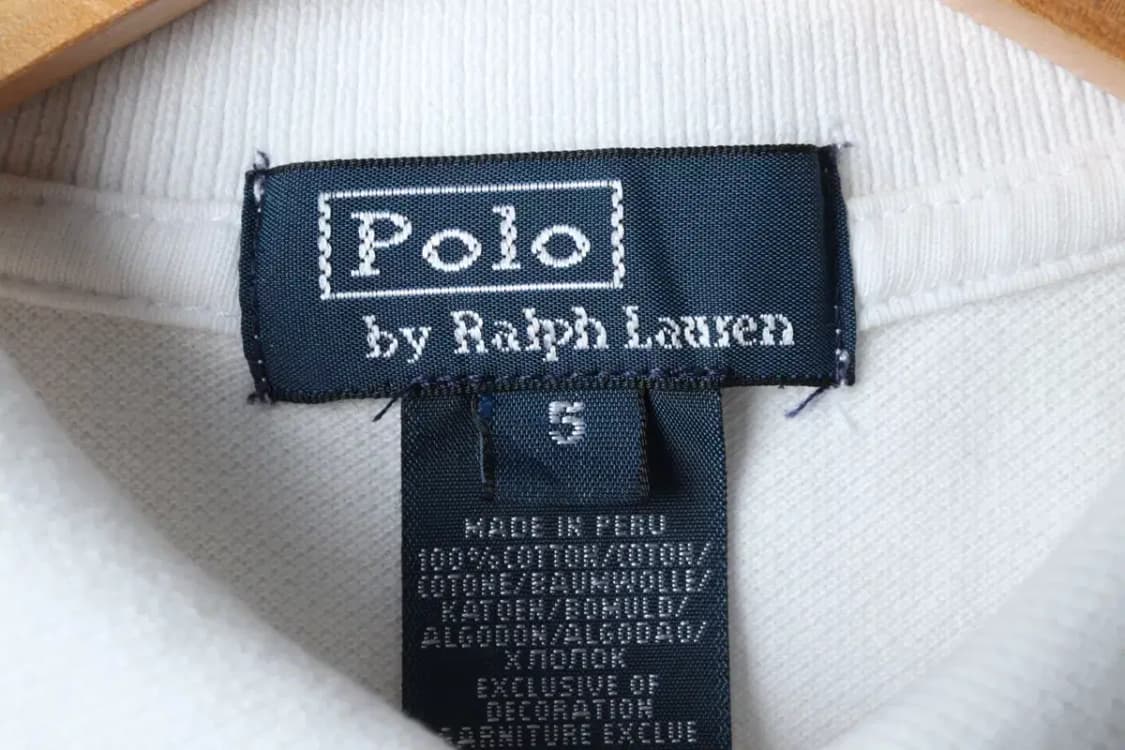 Polo
by Ralph Lauren
5
MADE IN PERU
100%COTTON/COTON/
COTONE/BAUMWOLLE/
KATOEN/BOMULD/
ALGODON/ALGODAO/
ХЛОПОК
EXCLUSIVE OF
DECORATION
GARNITURE EXCLUE